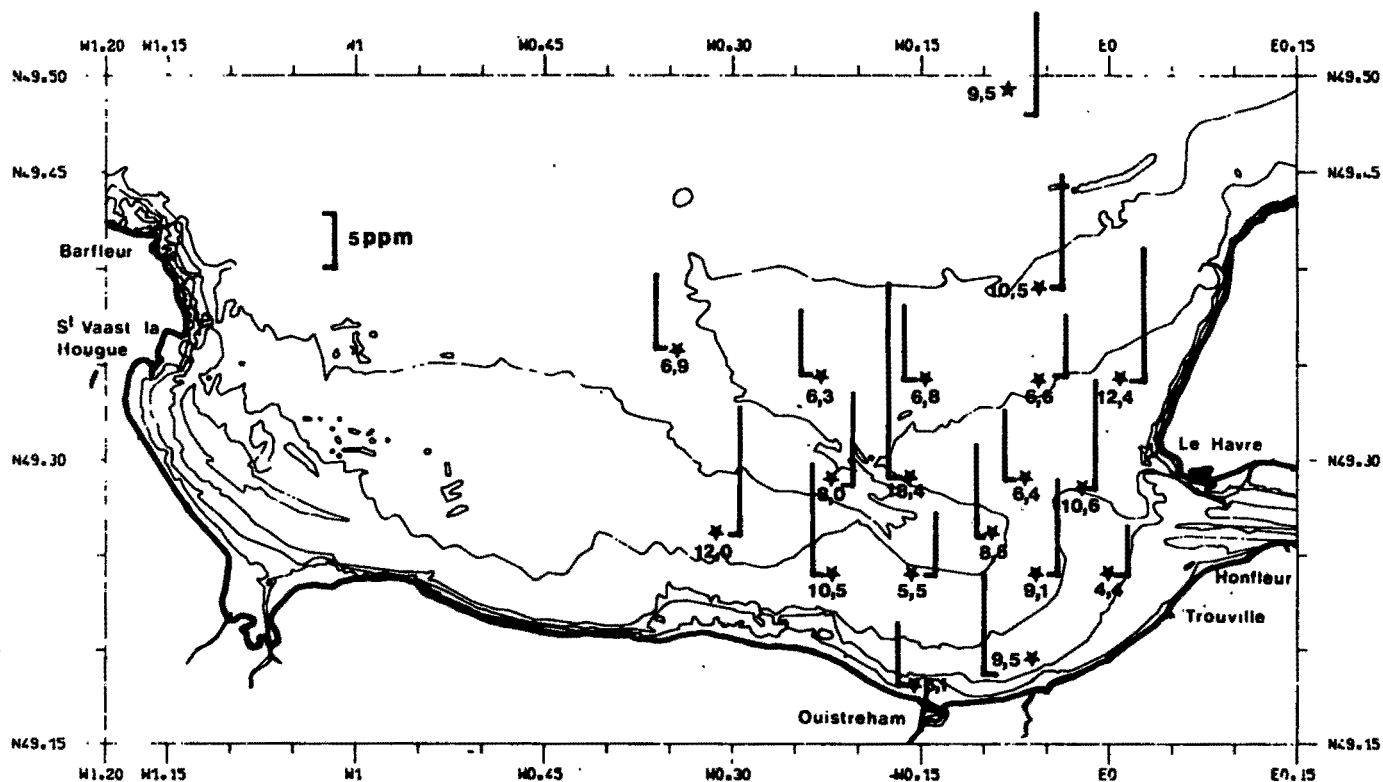 W1.20 W1.15 W1 W0.45 W0.30 W0.15 E0 E0.15
N49.50 N49.50
9,5
N49.45 N49.45
Barfleur
5ppm
10,5
St Vaast la
Hougue
6,9
6,3 6,8 6,6 12,4
Le Havre
N49.30 N49.30
8,0 18,4 6,4 10,6
12,0 8,6
10,5 5,5 9,1 4,4
Honfleur
Trouville
9,5
Ouistreham
N49.15 N49.15
W1.20 W1.15 W1 W0.45 W0.30 W0.15 E0 E0.15